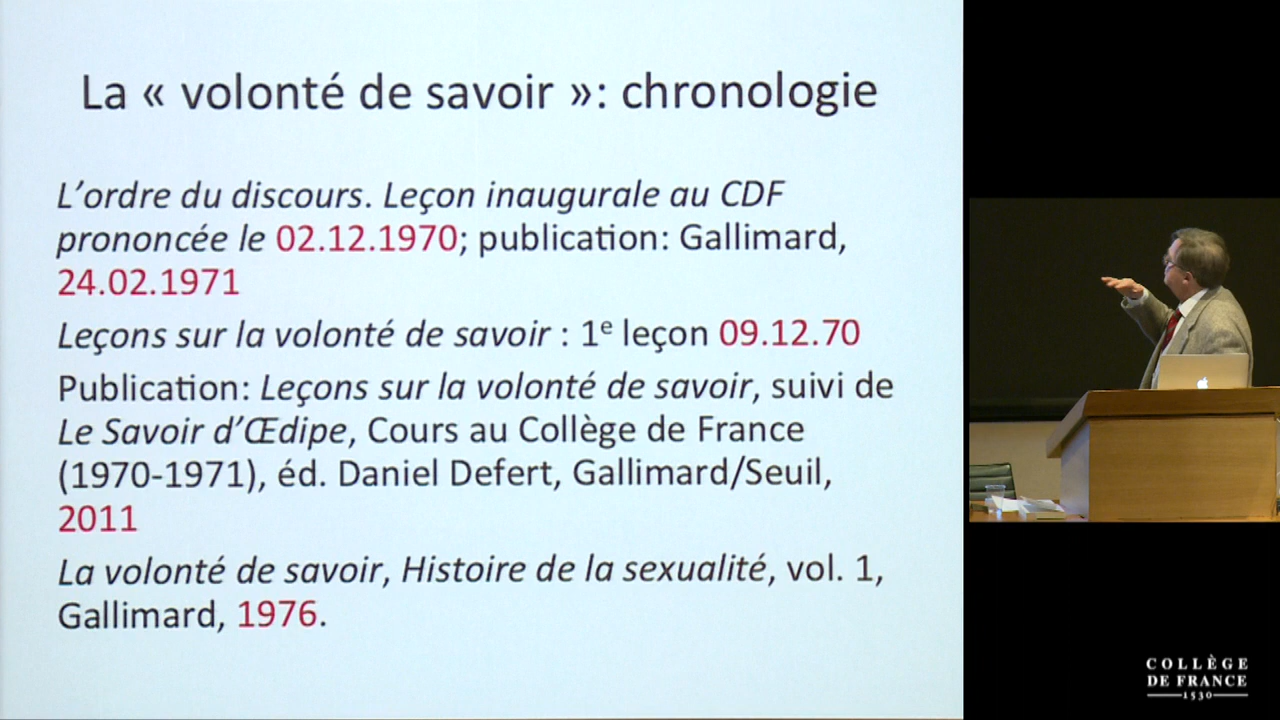 La « volonté de savoir »: chronologie
L’ordre du discours. Leçon inaugurale au CDF
prononcée le 02.12.1970; publication: Gallimard,
24.02.1971
Leçons sur la volonté de savoir : 1e leçon 09.12.70
Publication: Leçons sur la volonté de savoir, suivi de
Le Savoir d’Œdipe, Cours au Collège de France
(1970-1971), éd. Daniel Defert, Gallimard/Seuil,
2011
La volonté de savoir, Histoire de la sexualité, vol. 1,
Gallimard, 1976.
COLLÈGE
DE FRANCE
1530